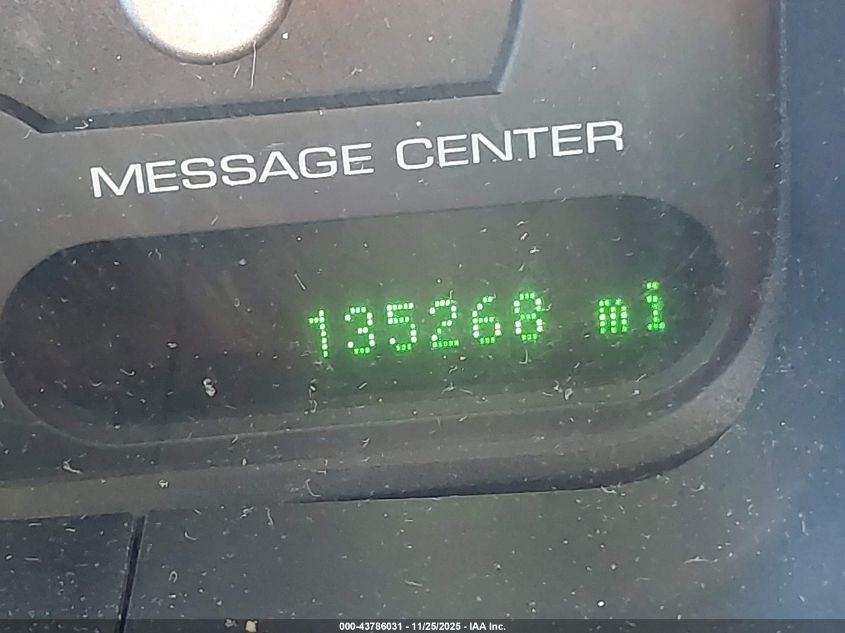 MESSAGE CENTER
135268 mi
000-43786031 - 11/25/2025 - IAA Inc.